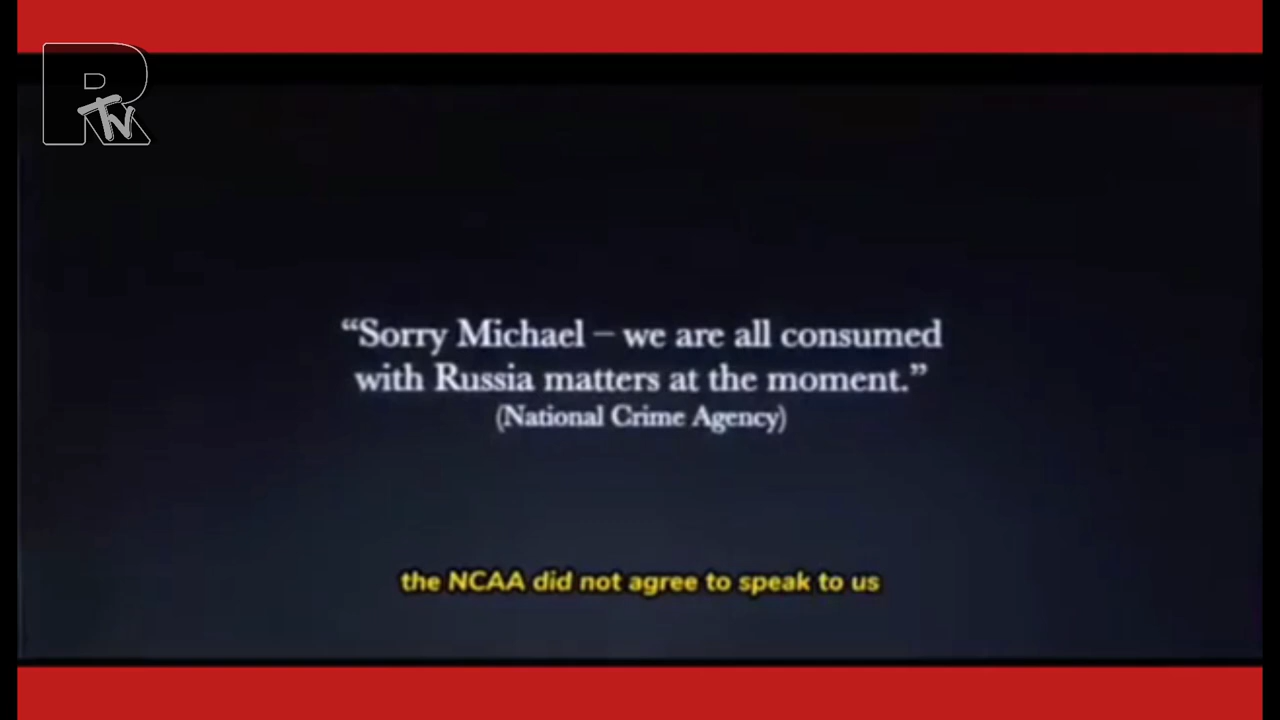 RTV
“Sorry Michael – we are all consumed
with Russia matters at the moment.”
(National Crime Agency)
the NCAA did not agree to speak to us